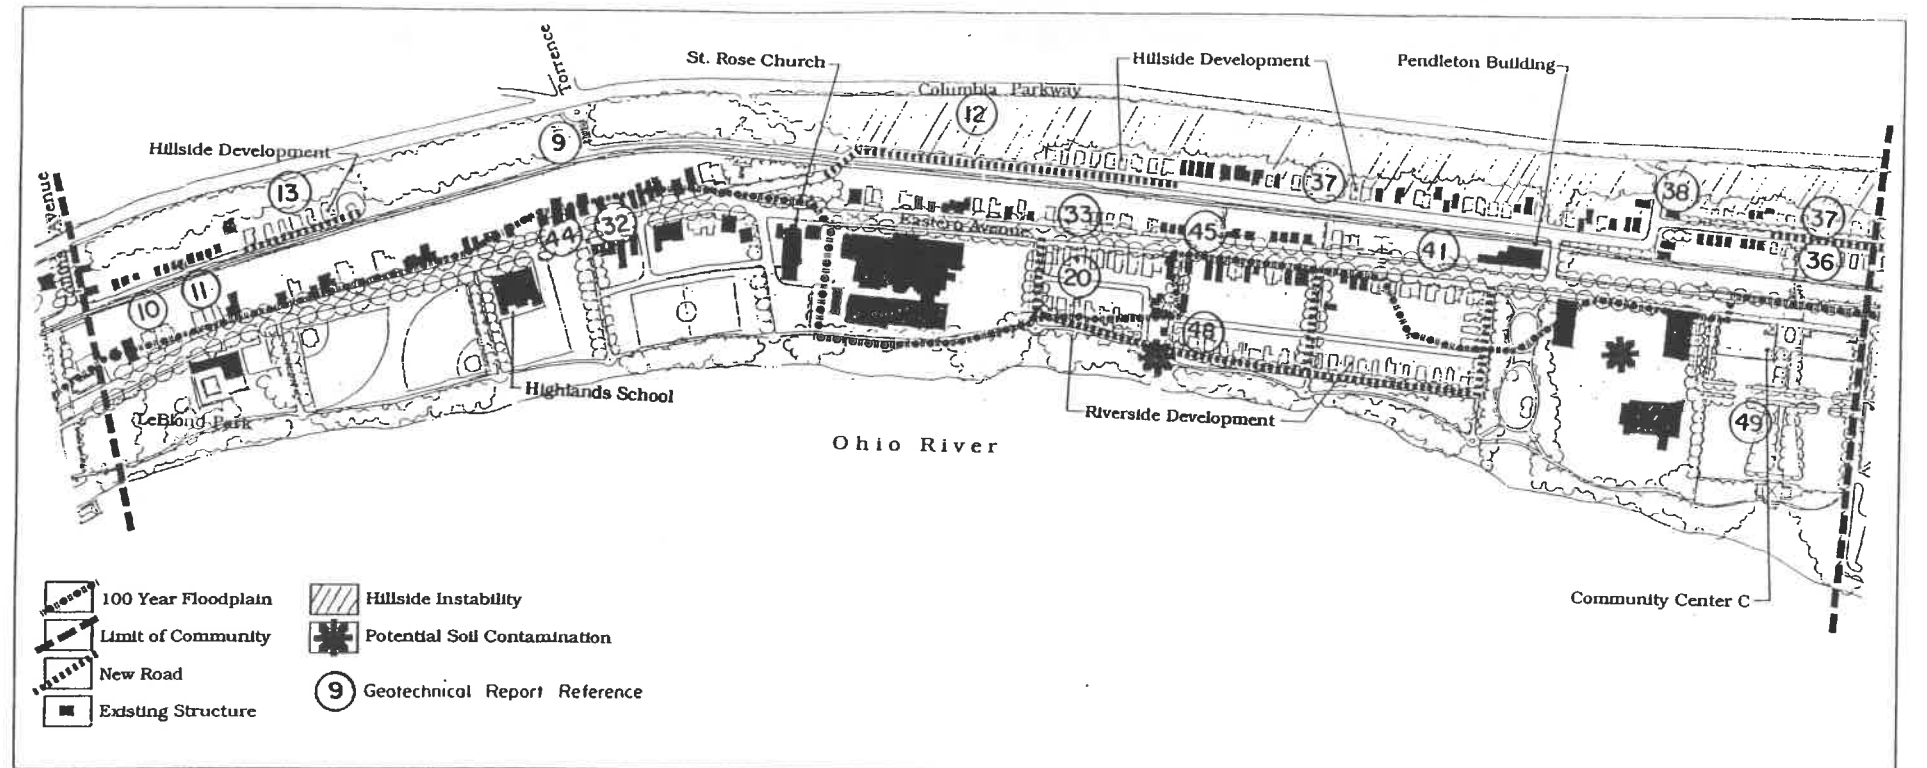 Torrence
St. Rose Church
Hillside Development
Pendleton Building
Columbia Parkway
12
9
Hillside Development
13
37
38
37
Avenue
33
Eastern Avenue
45
41
36
44
32
10
11
20
48
49
Highlands School
LeBlond Park
Riverside Development
Ohio River
Community Center C
100 Year Floodplain
Limit of Community
New Road
Existing Structure
Hillside Instability
Potential Soil Contamination
9 Geotechnical Report Reference